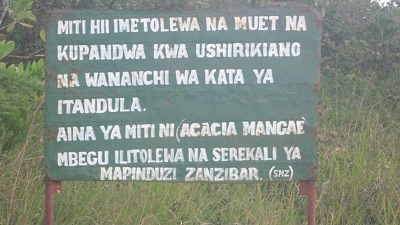 MITI HII IMETOLEWA NA MUET NA
KUPANDWA KWA USHIRIKIANO
NA WANANCHI WA KATA YA
ITANDULA.
AINA YA MITI NI (ACACIA MANGAE)
MBEGU ILITOLEWA NA SEREKALI YA
MAPINDUZI ZANZIBAR. (SMZ)